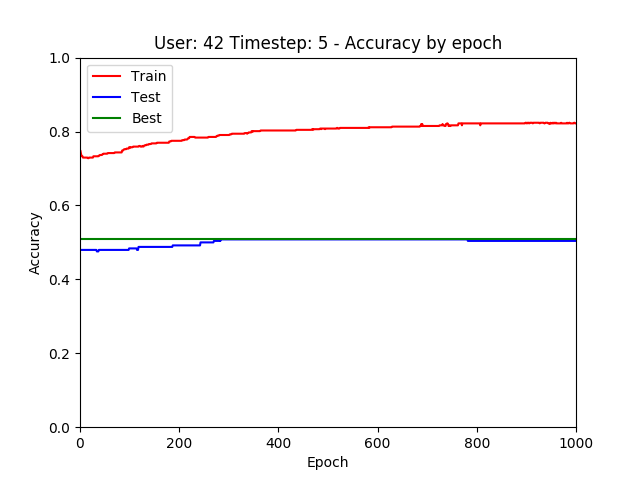 User: 42 Timestep: 5 - Accuracy by epoch
Train
Test
Best
Accuracy
1.0
0.8
0.6
0.4
0.2
0.0
0 200 400 600 800 1000
Epoch